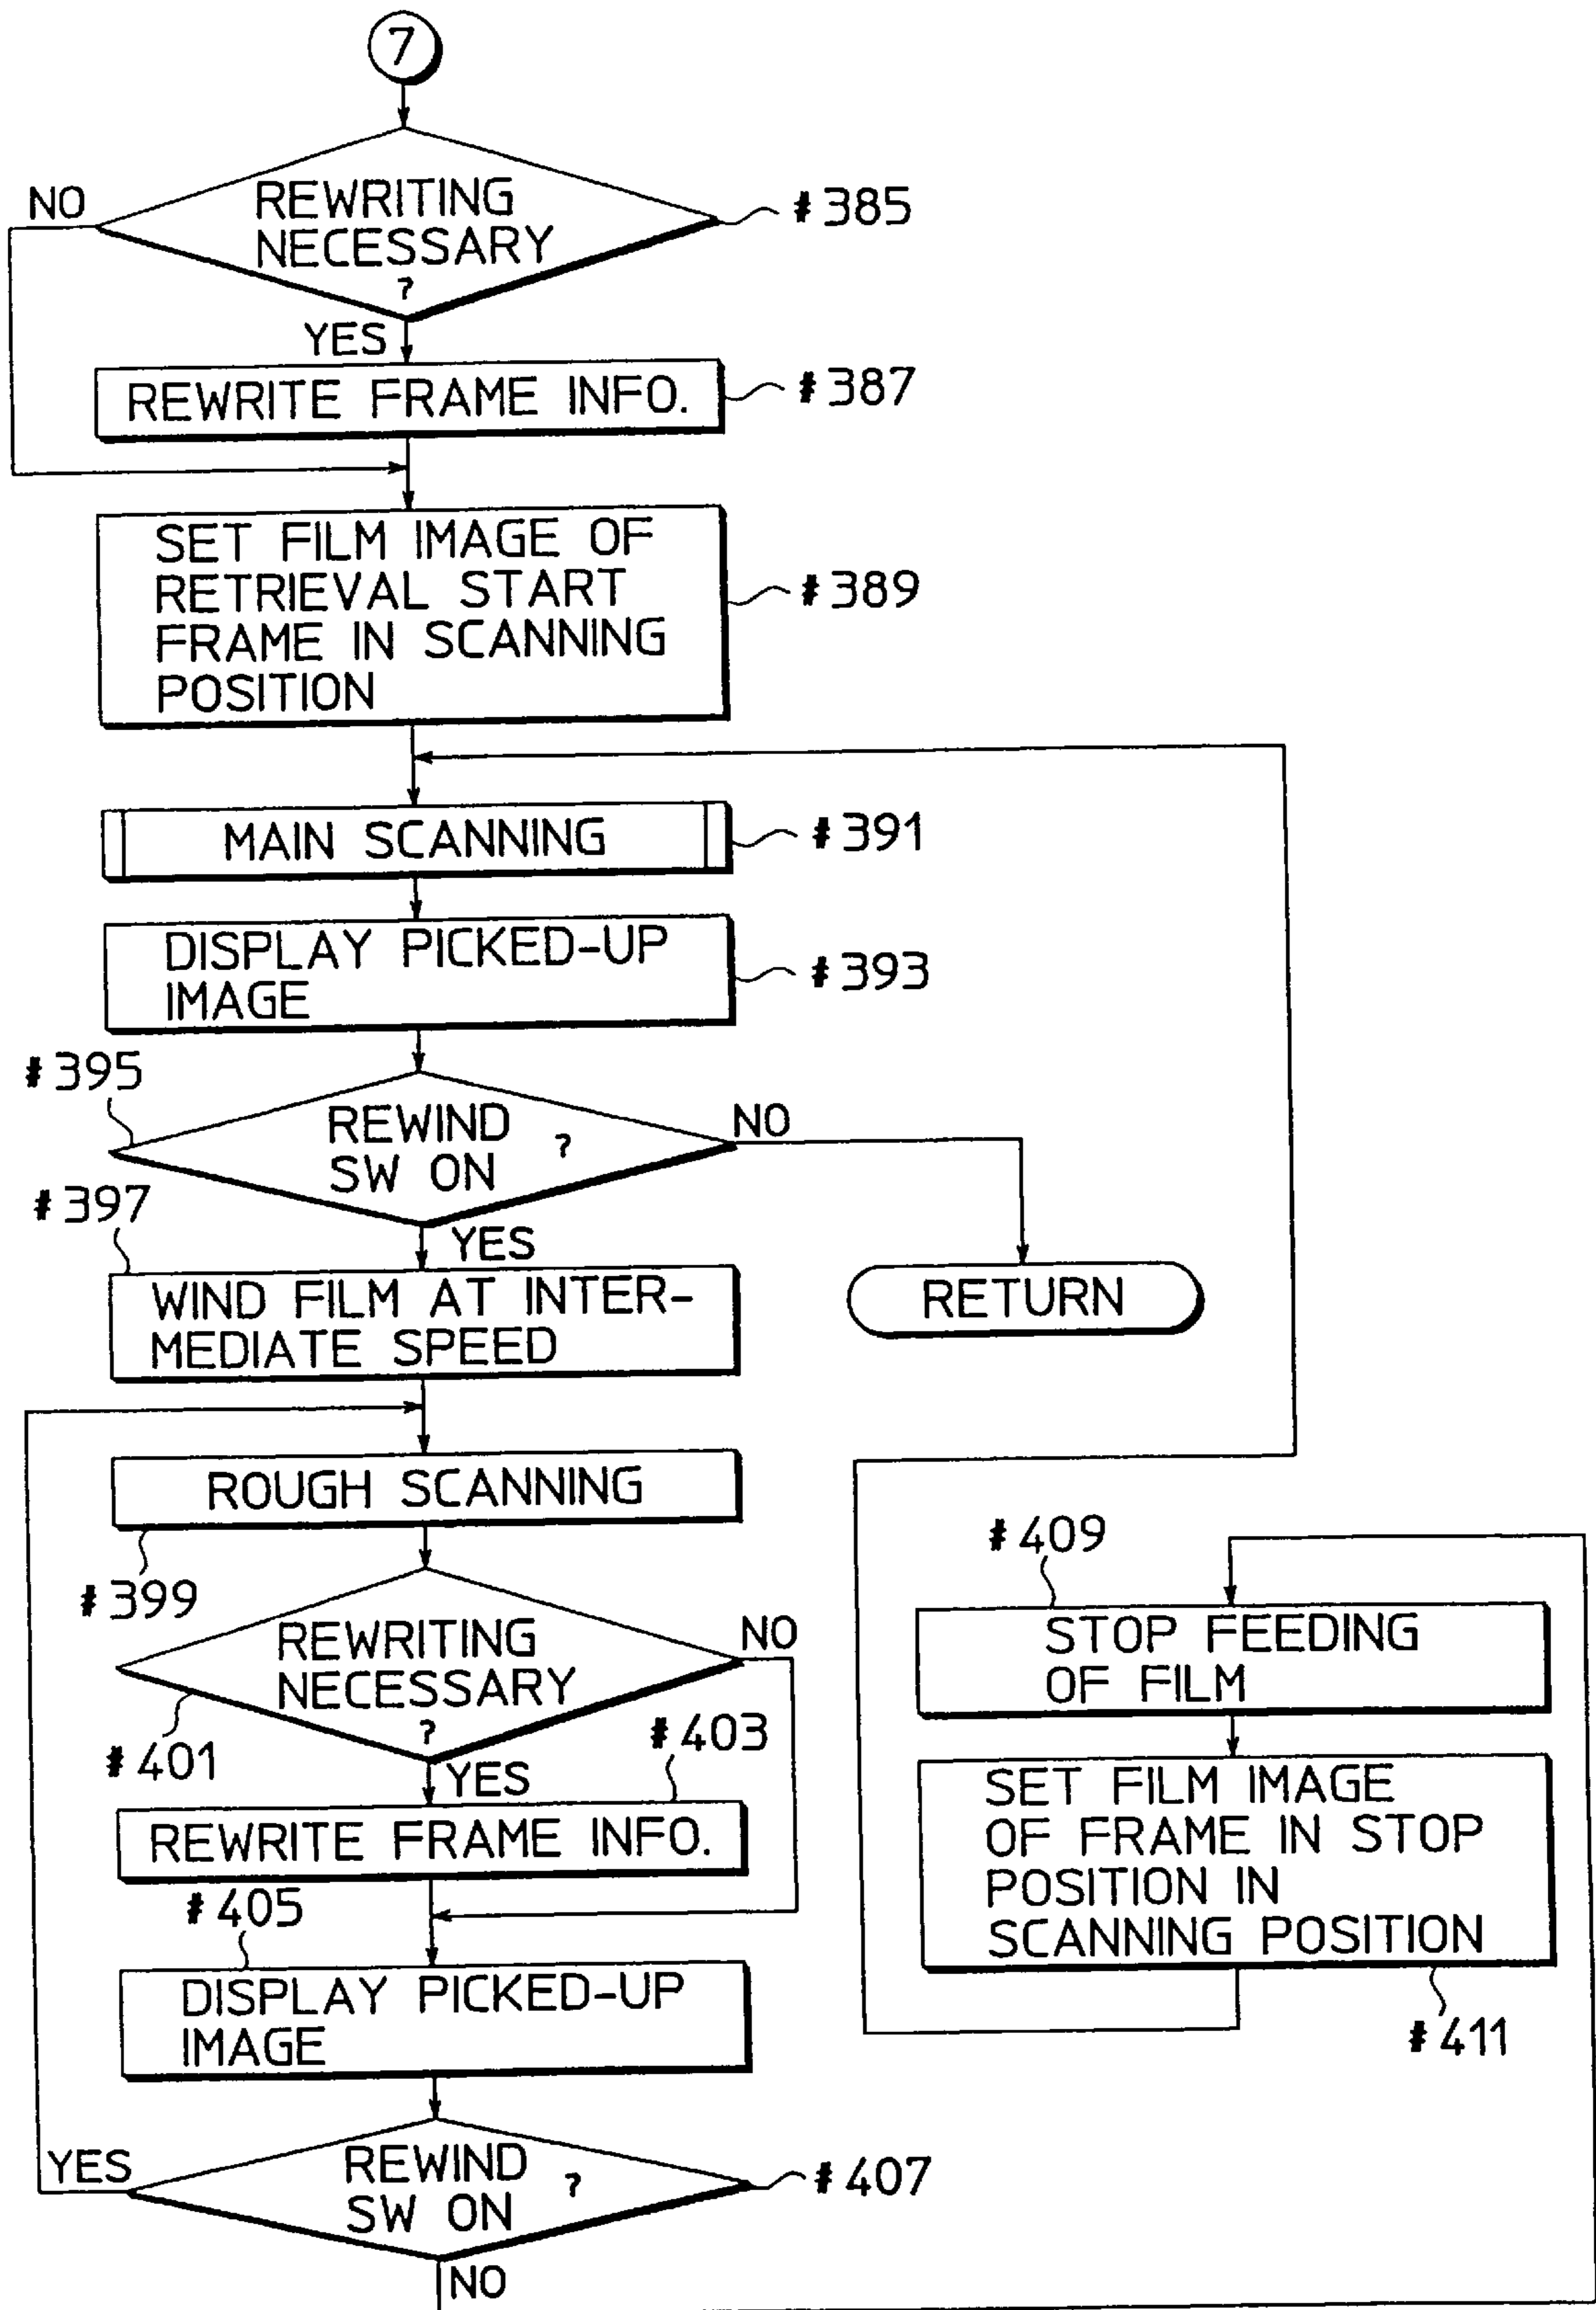 7
REWRITING
NECESSARY
?
NO
#385
YES
REWRITE FRAME INFO.
#387
SET FILM IMAGE OF
RETRIEVAL START
FRAME IN SCANNING
POSITION
#389
MAIN SCANNING
#391
DISPLAY PICKED-UP
IMAGE
#393
#395
REWIND
SW ON ?
NO
RETURN
YES
#397
WIND FILM AT INTER-
MEDIATE SPEED
ROUGH SCANNING
#399
REWRITING
NECESSARY
?
NO
#401
YES
#403
REWRITE FRAME INFO.
#405
DISPLAY PICKED-UP
IMAGE
REWIND
SW ON ?
YES
#407
NO
#409
STOP FEEDING
OF FILM
SET FILM IMAGE
OF FRAME IN STOP
POSITION IN
SCANNING POSITION
#411